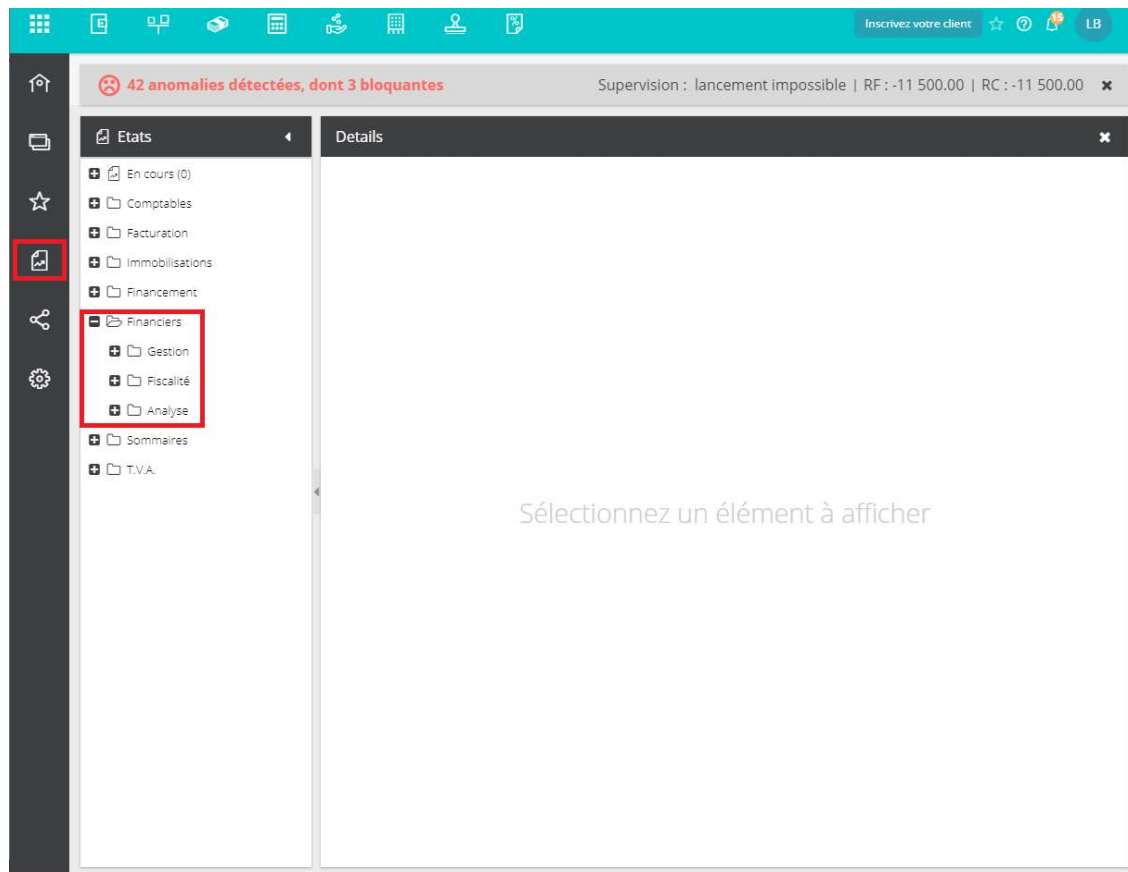 Inscrivez votre client
15
LB
42 anomalies détectées, dont 3 bloquantes
Supervision : lancement impossible | RF : -11 500.00 | RC : -11 500.00
Etats
Details
En cours (0)
Comptables
Facturation
Immobilisations
Financement
Financiers
Gestion
Fiscalité
Analyse
Sommaires
T.V.A.
Sélectionnez un élément à afficher